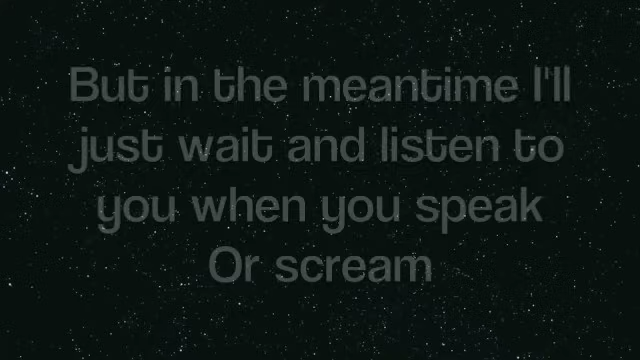 But in the meantime I'll
just wait and listen to
you when you speak
Or scream